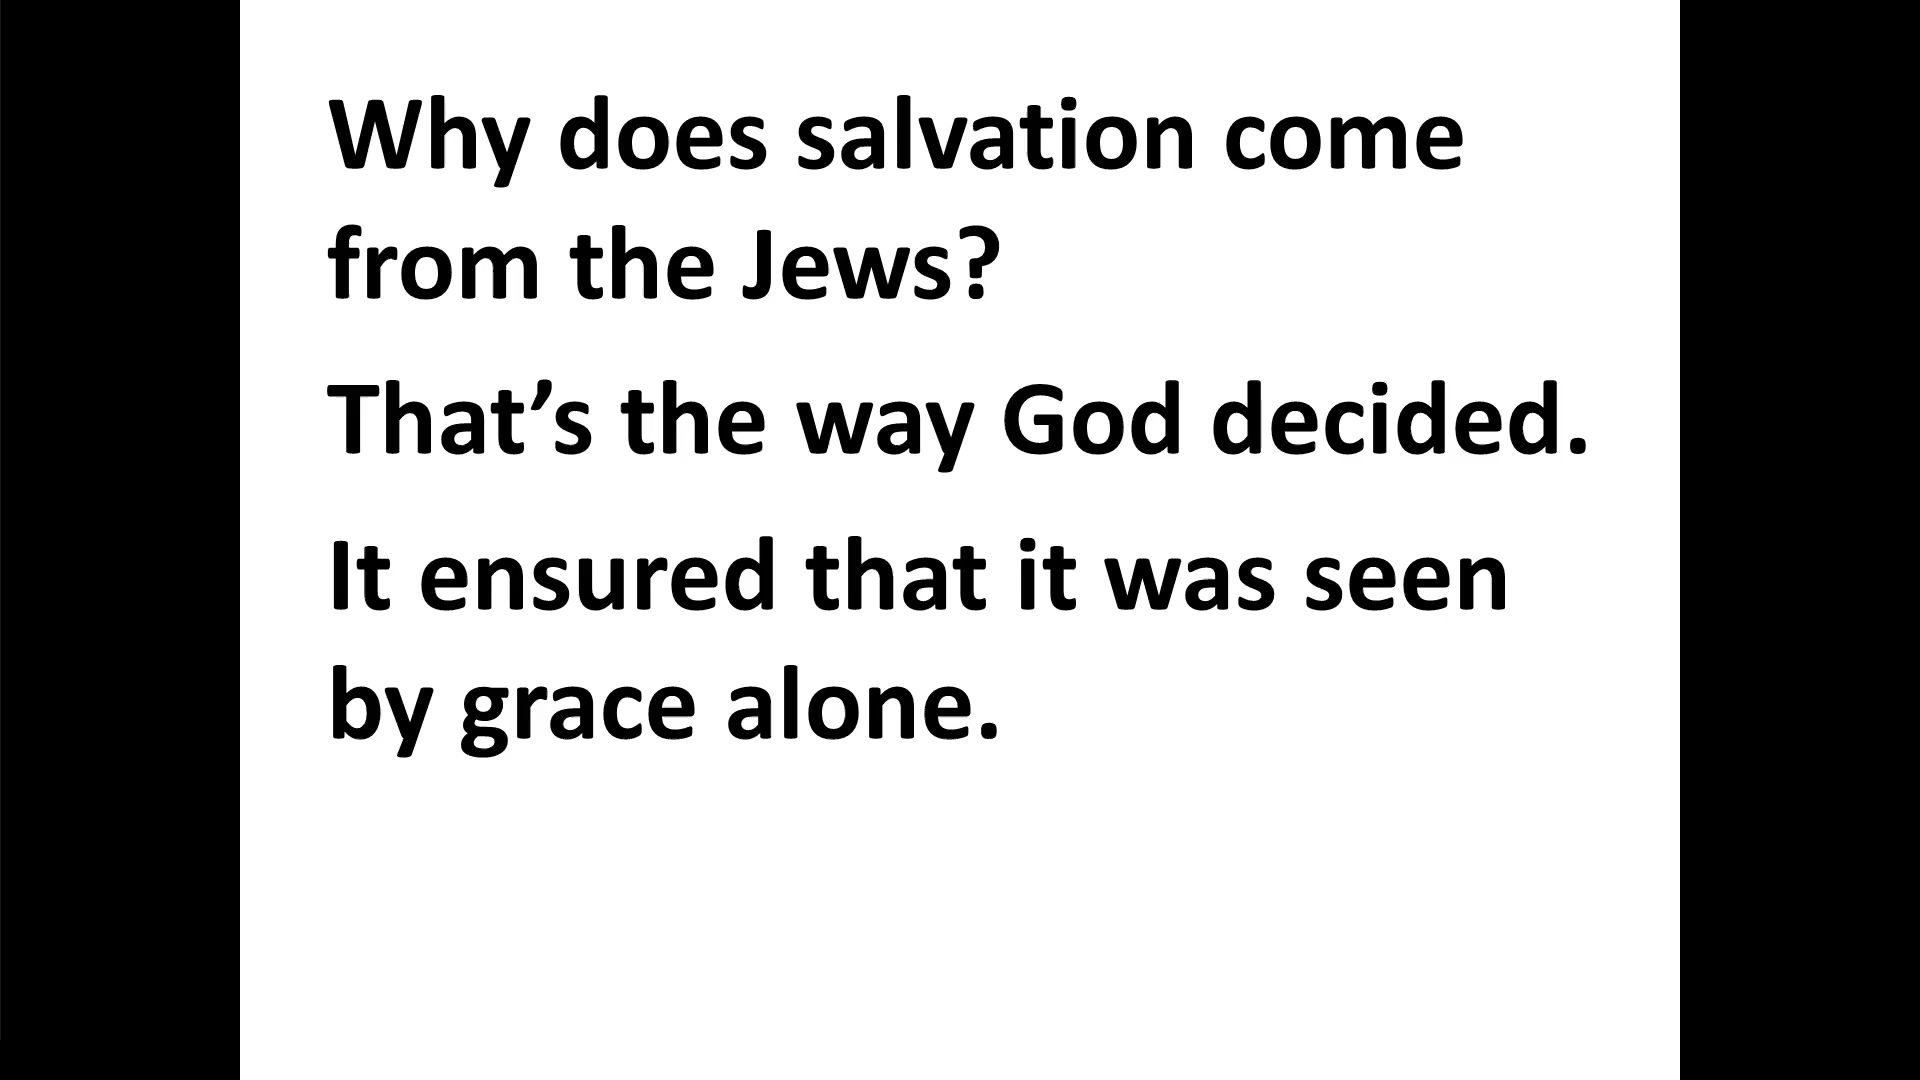 Why does salvation come
from the Jews?
That’s the way God decided.
It ensured that it was seen
by grace alone.